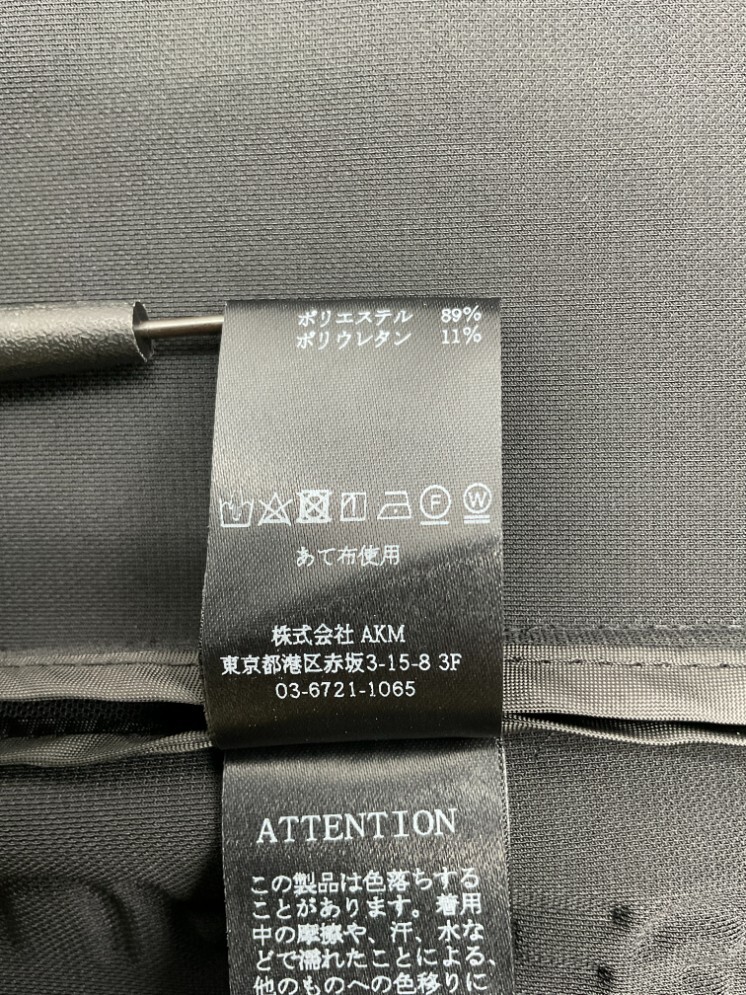 ポリエステル 89%
ポリウレタン 11%
F W
あて布使用
株式会社 AKM
東京都港区赤坂3-15-8 3F
03-6721-1065
ATTENTION
この製品は色落ちする
ことがあります。着用
中の摩擦や、汗、水な
どで濡れたことによる、
他のものへの色移りに